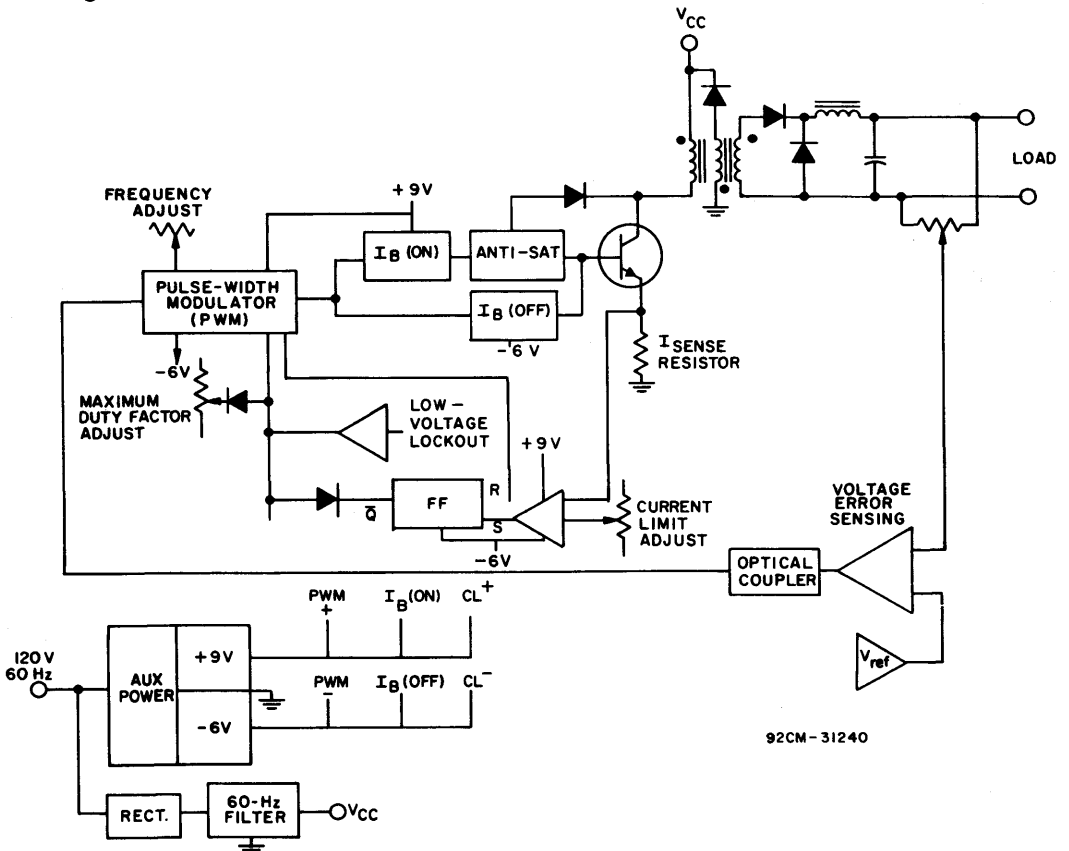 VCC
FREQUENCY
ADJUST
+9V
LOAD
IB (ON)
ANTI-SAT
PULSE-WIDTH
MODULATOR
(PWM)
IB (OFF)
-6V
ISENSE
RESISTOR
-6V
MAXIMUM
DUTY FACTOR
ADJUST
LOW-
VOLTAGE
LOCKOUT
+9V
Q̅
FF
R
S
-6V
CURRENT
LIMIT
ADJUST
VOLTAGE
ERROR
SENSING
OPTICAL
COUPLER
Vref
PWM
+
IB(ON)
CL+
120V
60Hz
AUX
POWER
+9V
-6V
PWM
-
IB(OFF)
CL-
92CM-31240
RECT.
60-Hz
FILTER
VCC